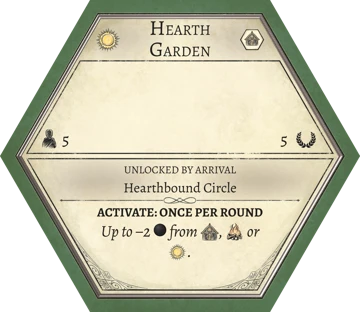 Hearth
Garden
5 5
UNLOCKED BY ARRIVAL
Hearthbound Circle
ACTIVATE: ONCE PER ROUND
Up to −2 from , or
.